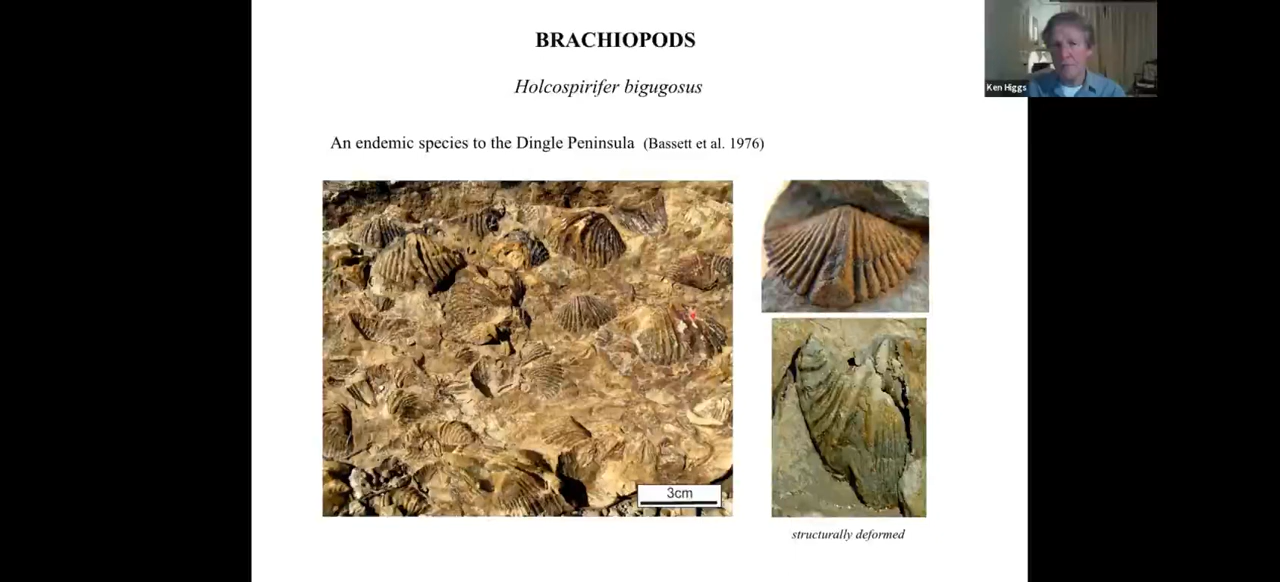 BRACHIOPODS
Holcospirifer bigugosus
An endemic species to the Dingle Peninsula (Bassett et al. 1976)
Ken Higgs
3cm
structurally deformed